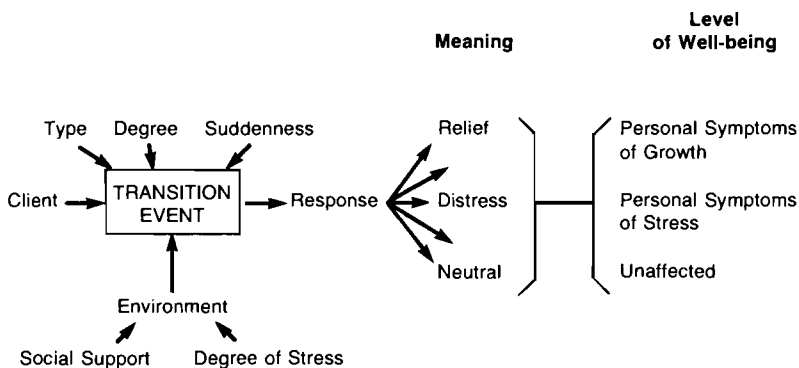 Meaning
Level
of Well-being
Type
Degree
Suddenness
Relief
Personal Symptoms
of Growth
Client
TRANSITION
EVENT
Response
Distress
Personal Symptoms
of Stress
Neutral
Unaffected
Environment
Social Support
Degree of Stress